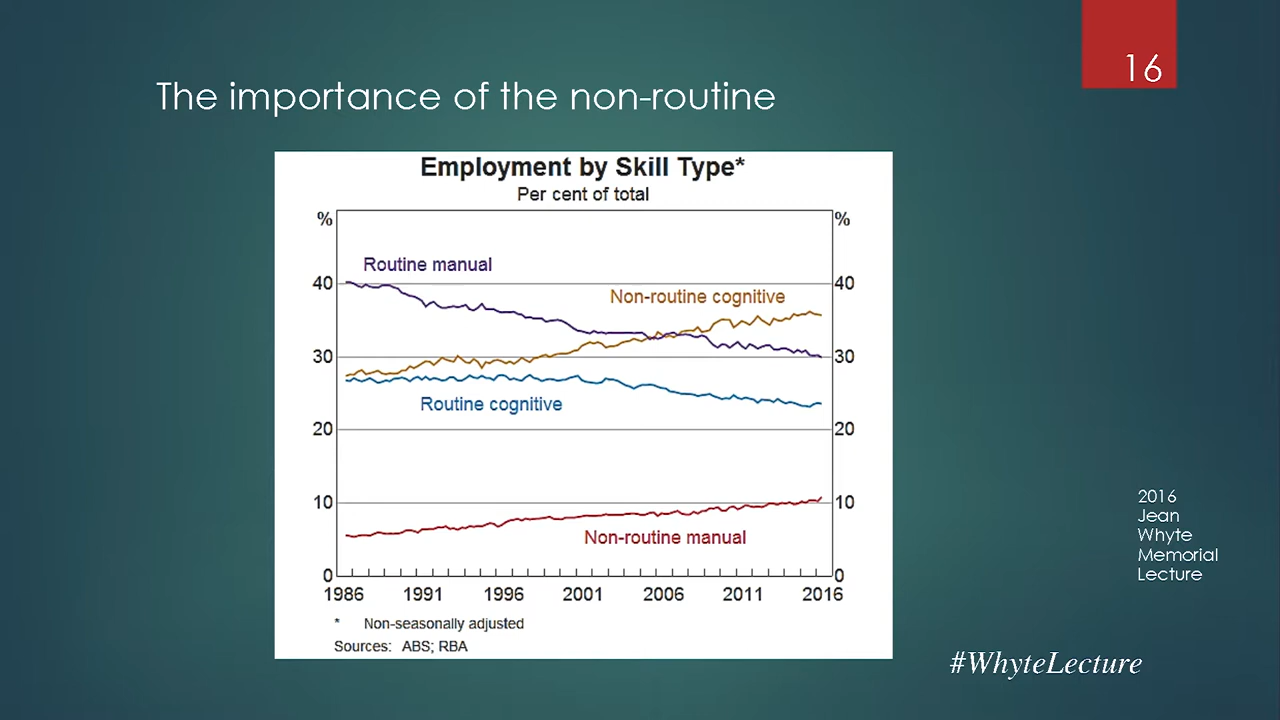 16
The importance of the non-routine
Employment by Skill Type*
Per cent of total
% %
Routine manual
40 40
Non-routine cognitive
30 30
Routine cognitive
20 20
10 10
Non-routine manual
0 0
1986 1991 1996 2001 2006 2011 2016
* Non-seasonally adjusted
Sources: ABS; RBA
2016
Jean
Whyte
Memorial
Lecture
#WhyteLecture